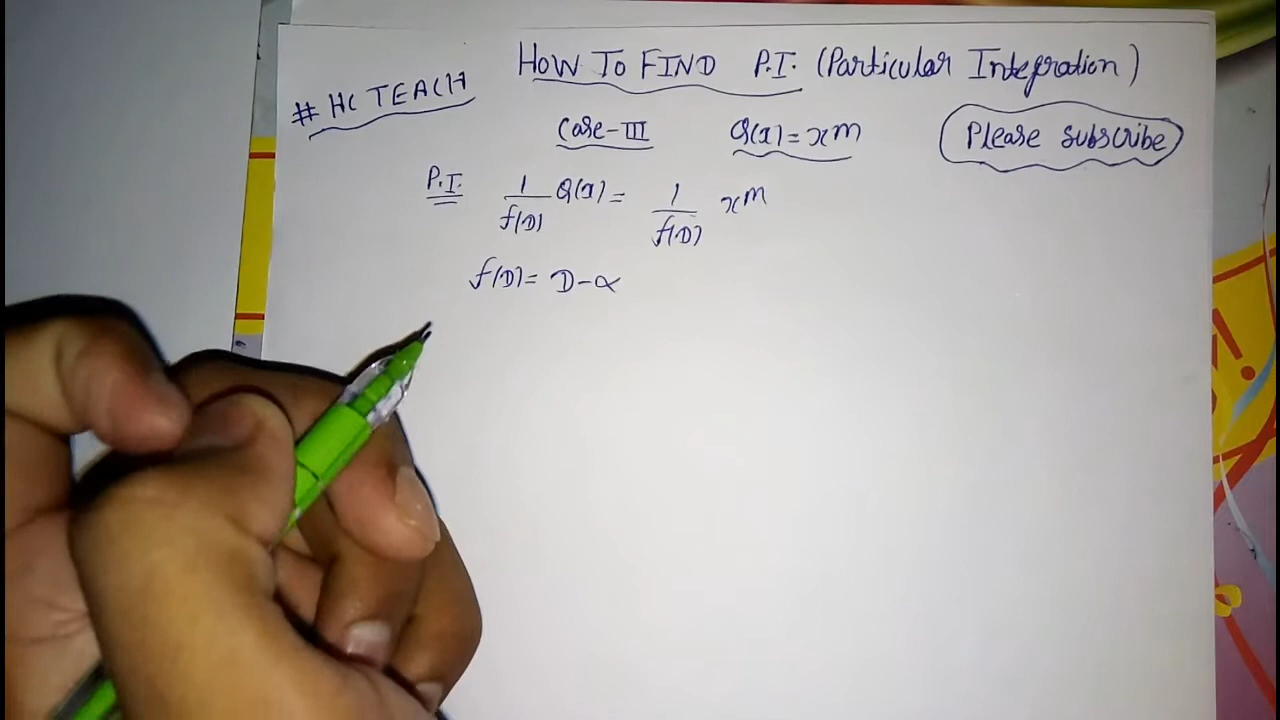 HOW TO FIND P.I. (Particular Integration)
# HC TEACH
Case-III Q(x)=x^m
Please subscribe
P.I. 1/f(D) Q(x) = 1/f(D) x^m
f(D)= D-α